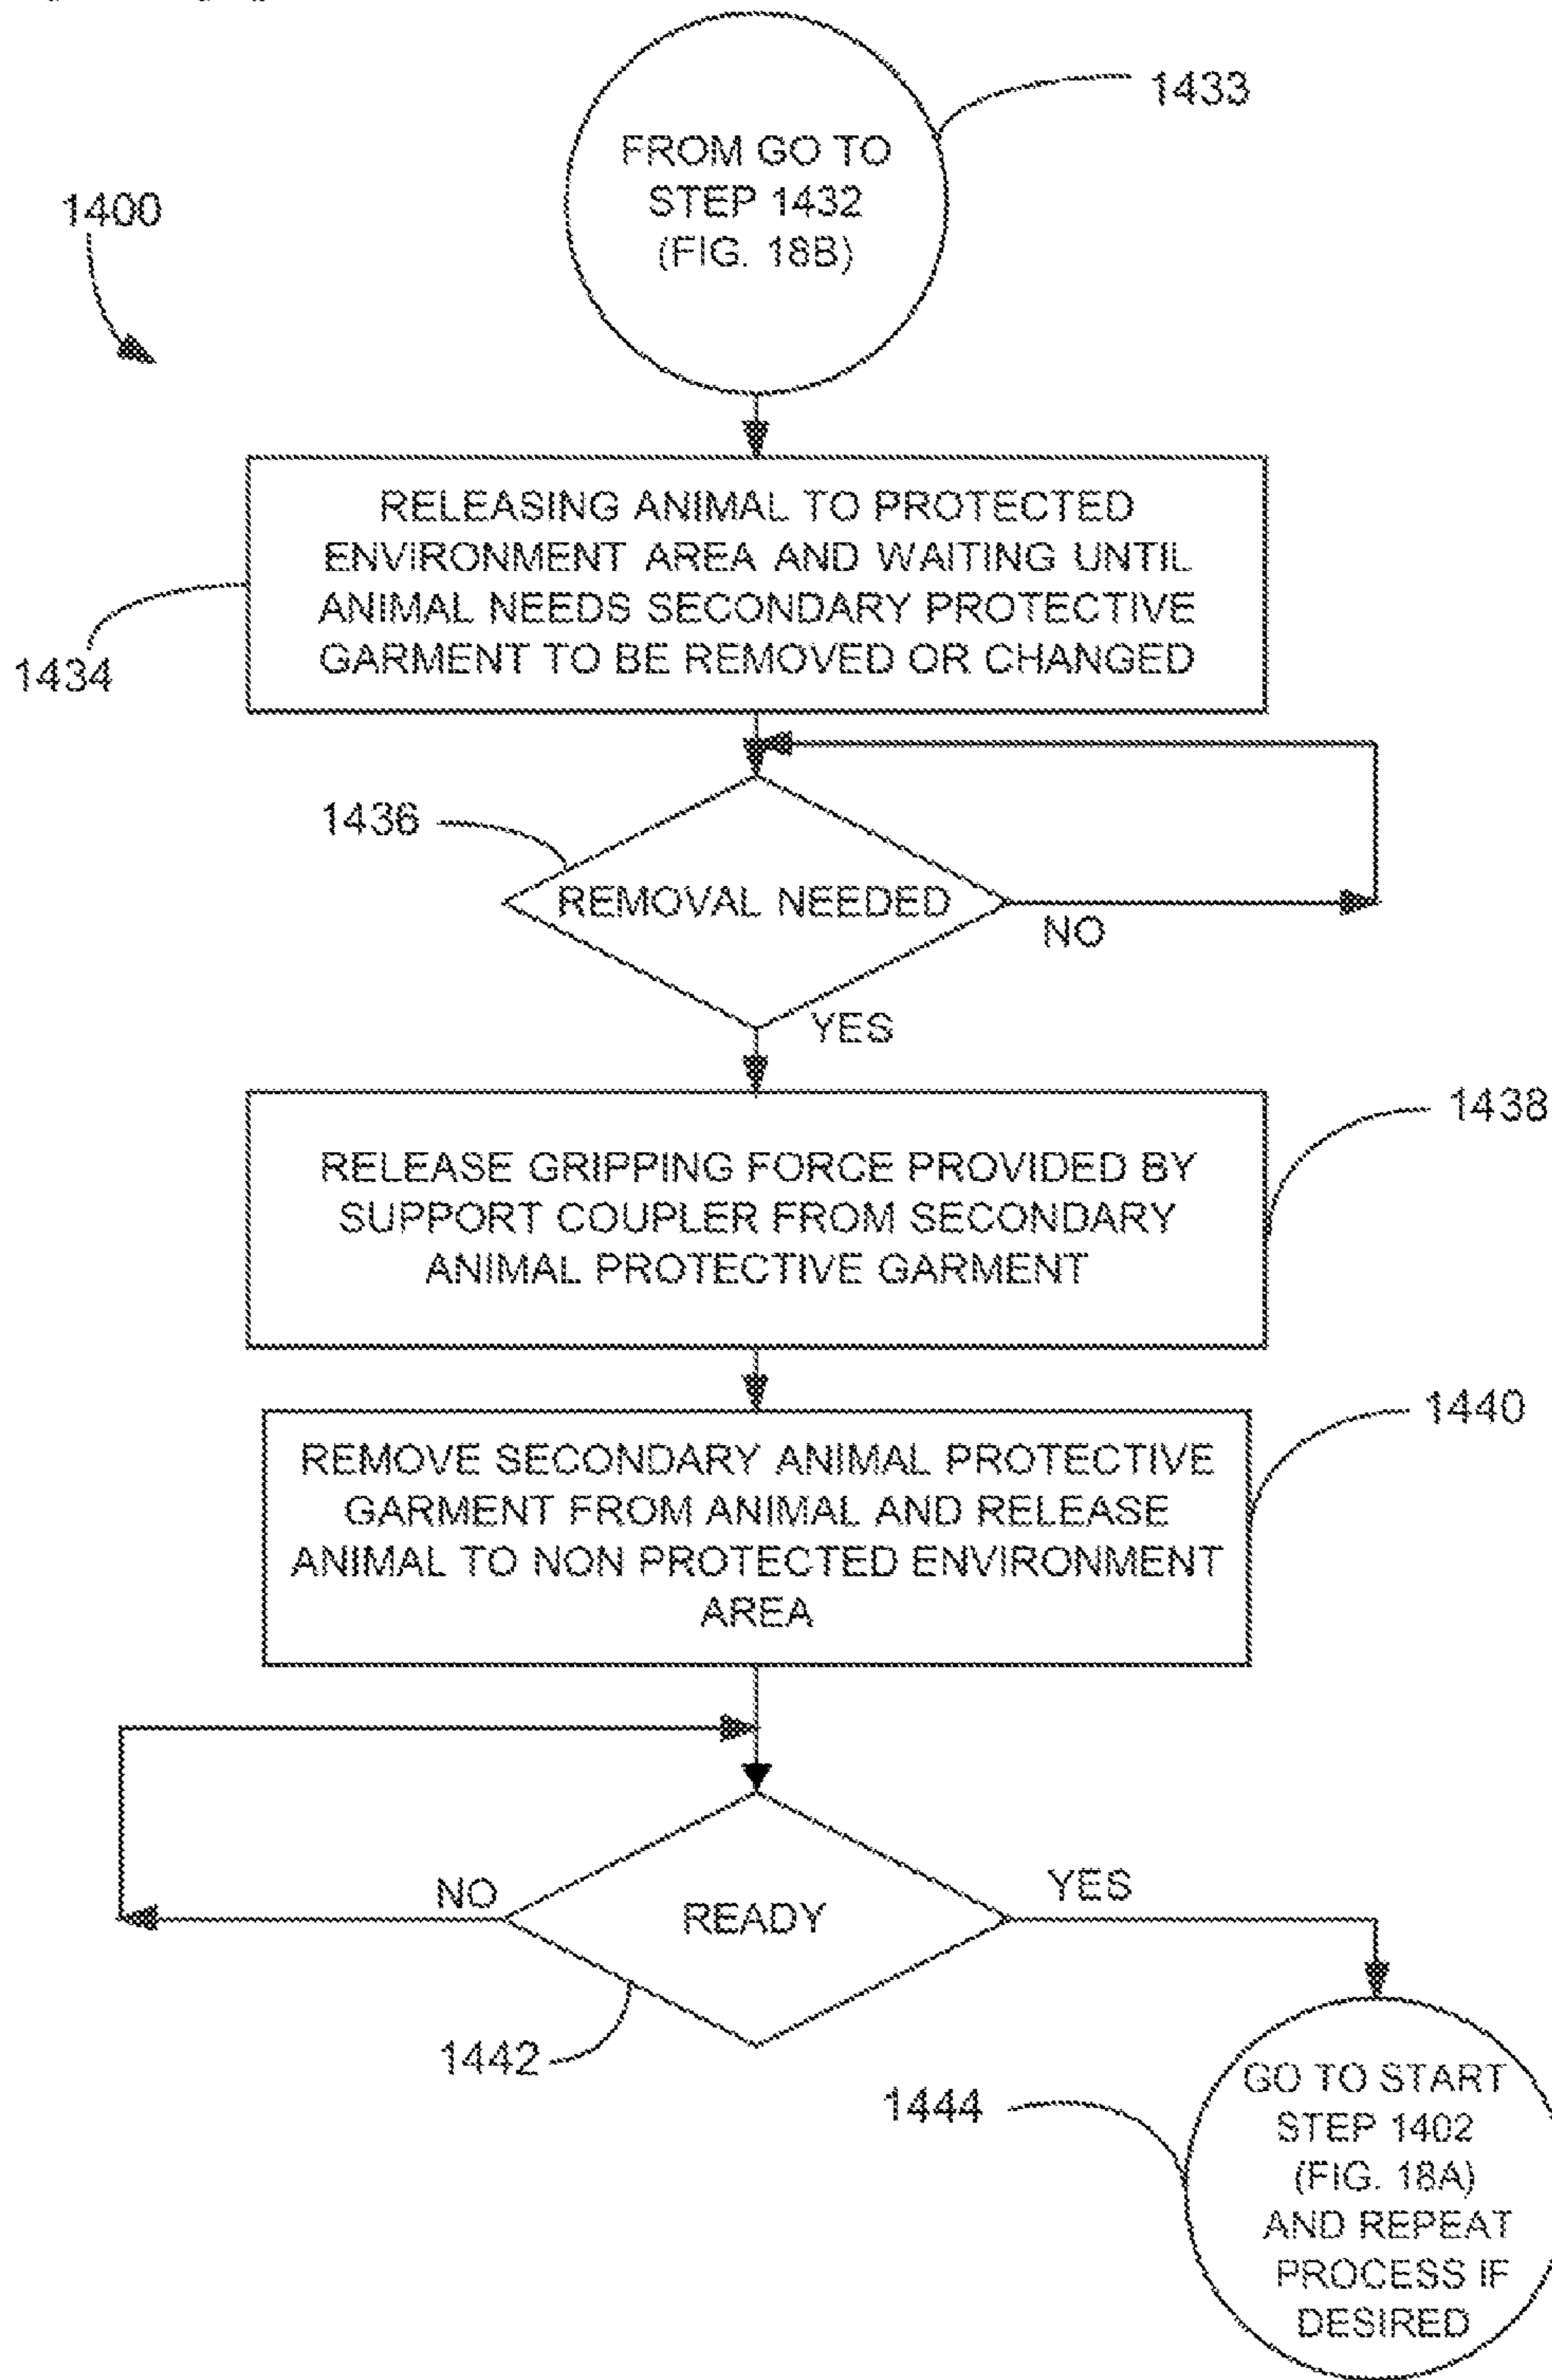 1433
FROM GO TO
STEP 1432
(FIG. 18B)
1400
RELEASING ANIMAL TO PROTECTED
ENVIRONMENT AREA AND WAITING UNTIL
ANIMAL NEEDS SECONDARY PROTECTIVE
GARMENT TO BE REMOVED OR CHANGED
1434
1436
REMOVAL NEEDED
NO
YES
1438
RELEASE GRIPPING FORCE PROVIDED BY
SUPPORT COUPLER FROM SECONDARY
ANIMAL PROTECTIVE GARMENT
1440
REMOVE SECONDARY ANIMAL PROTECTIVE
GARMENT FROM ANIMAL AND RELEASE
ANIMAL TO NON PROTECTED ENVIRONMENT
AREA
NO
READY
YES
1442
1444
GO TO START
STEP 1402
(FIG. 18A)
AND REPEAT
PROCESS IF
DESIRED